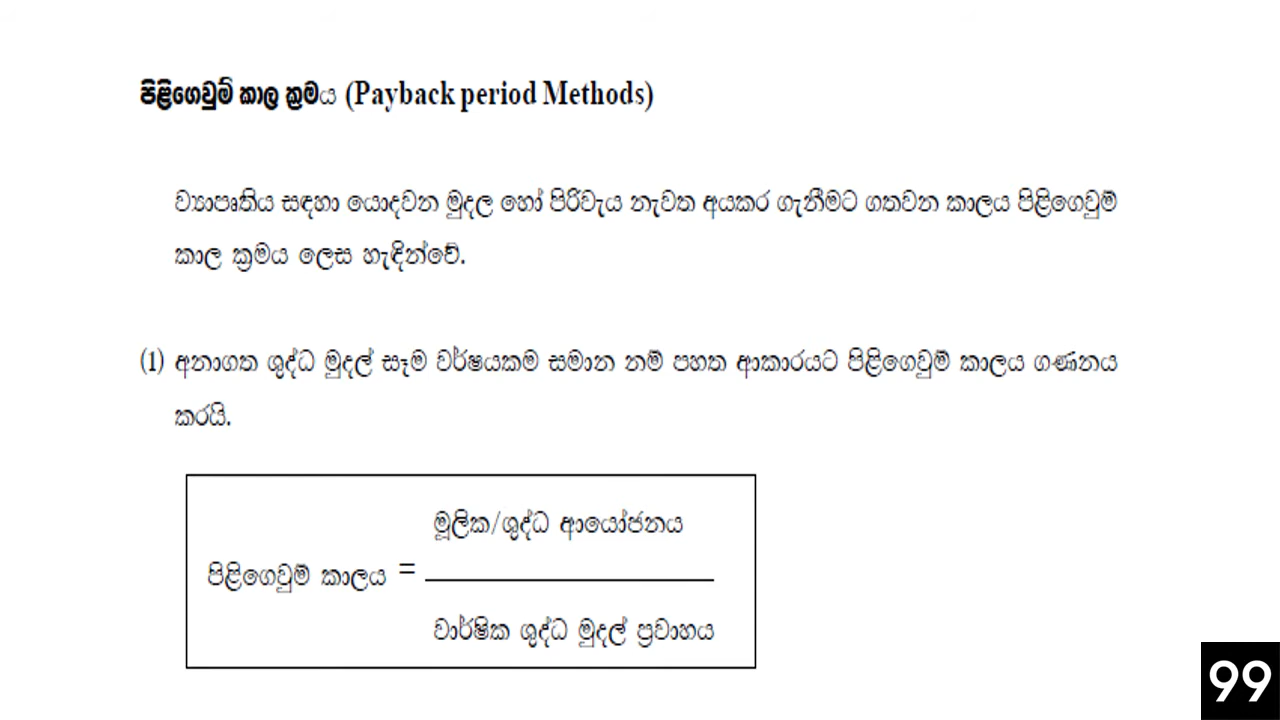 පිළිගෙවුම් කාල ක්‍රමය (Payback period Methods)
ව්‍යාපෘතිය සඳහා යොදවන මුදල හෝ පිරිවැය නැවත අයකර ගැනීමට ගතවන කාලය පිළිගෙවුම්
කාල ක්‍රමය ලෙස හැඳින්වේ.
(1) අනාගත ශුද්ධ මුදල් සෑම වර්ෂයකම සමාන නම් පහත ආකාරයට පිළිගෙවුම් කාලය ගණනය
කරයි.
මූලික/ශුද්ධ ආයෝජනය
පිළිගෙවුම් කාලය =
වාර්ෂික ශුද්ධ මුදල් ප්‍රවාහය
99